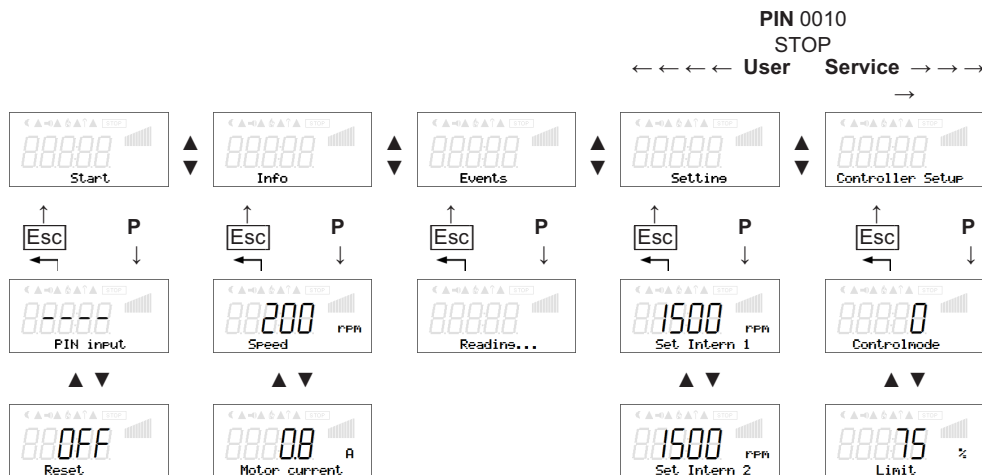 PIN 0010
STOP
← ← ← ← User Service → → →
→
Start Info Events Setting Controller Setup
↑ ↑ ↑ ↑ ↑
Esc P Esc P Esc Esc P Esc P
↓ ↓ ↓ ↓
---- 200 rpm 1500 rpm 0
PIN input Speed Reading... Set Intern 1 Controlmode
▲ ▼ ▲ ▼ ▲ ▼ ▲ ▼
OFF 0.8 A 1500 rpm 75 %
Reset Motor current Set Intern 2 Limit